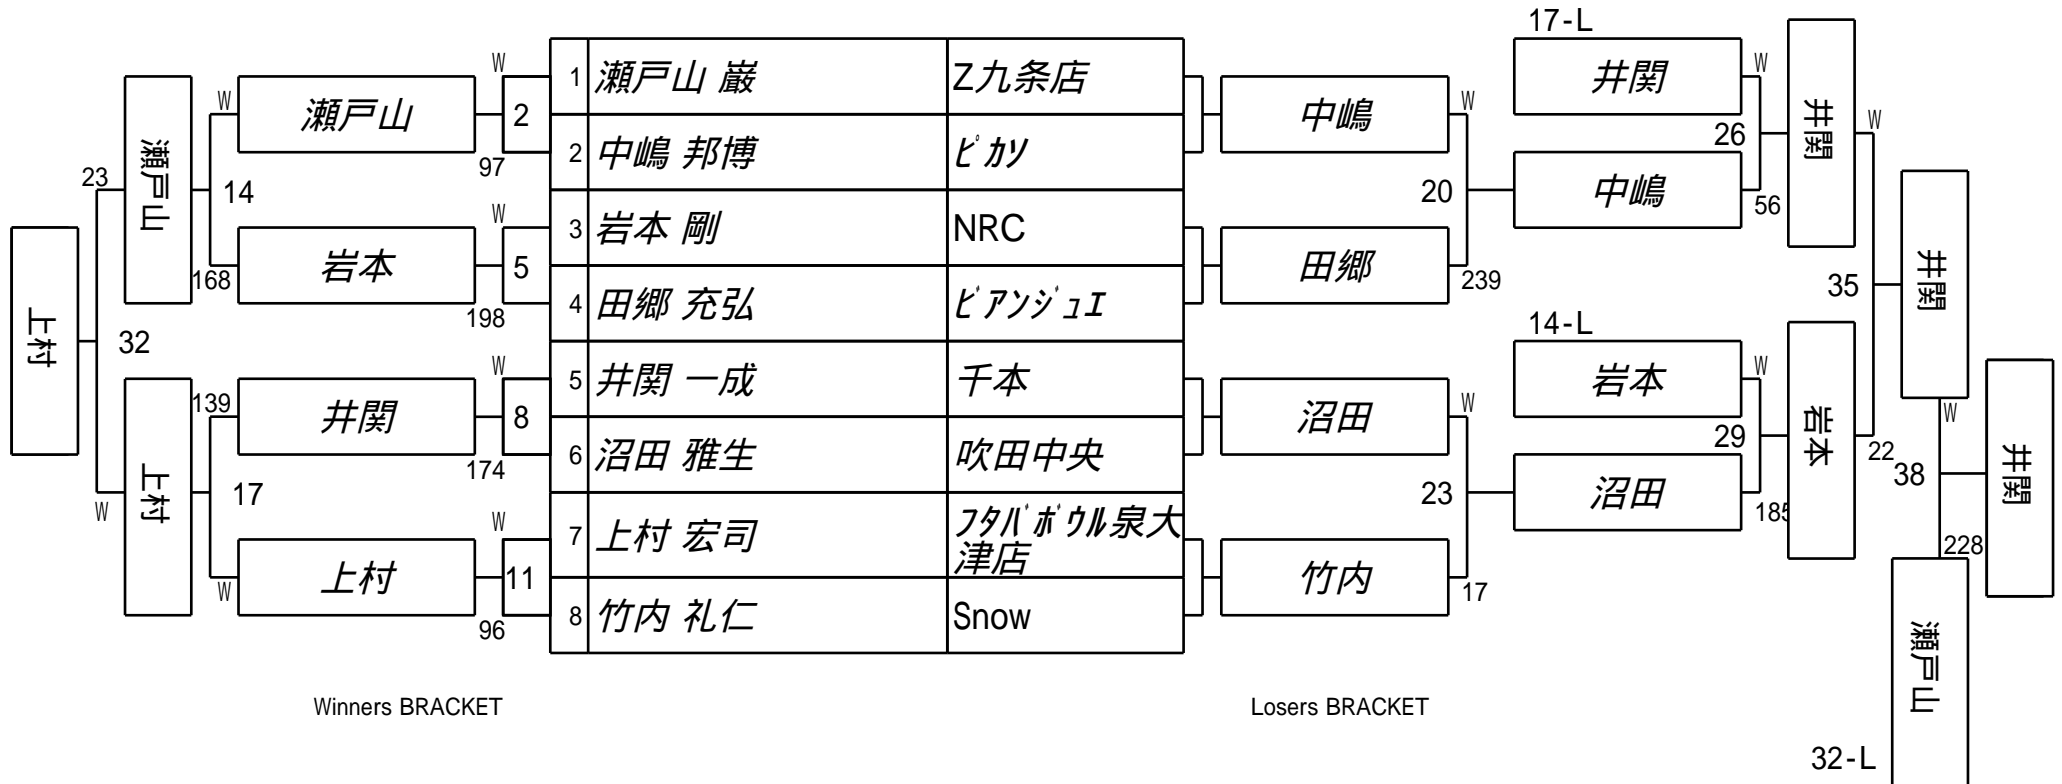 17-L
W
1 瀬戸山 巌 Z九条店
2 中嶋 邦博 ピカソ
3 岩本 剛 NRC
4 田郷 充弘 ビアンジュエ
5 井関 一成 千本
6 沼田 雅生 吹田中央
7 上村 宏司 フタバボウル泉大
津店
8 竹内 礼仁 Snow
瀬戸山
W
2
97
岩本
W
5
198
井関
W
8
174
上村
W
11
96
瀬戸山
W
14
168
上村
139
17
W
上村
23
32
W
中嶋
W
20
田郷
239
沼田
W
23
竹内
17
井関
26
中嶋
56
14-L
岩本
W
29
沼田
185
井関
W
35
岩本
22
井関
W
38
228
瀬戸山
32-L
井関
Winners BRACKET
Losers BRACKET